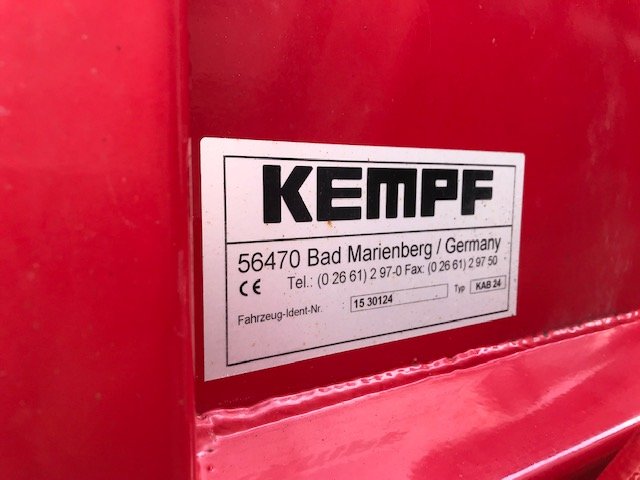 KEMPF
56470 Bad Marienberg / Germany
CE Tel.: (0 26 61) 2 97-0 Fax: (0 26 61) 2 97 50
Fahrzeug-Ident-Nr. 15 30124 Typ KAB 24